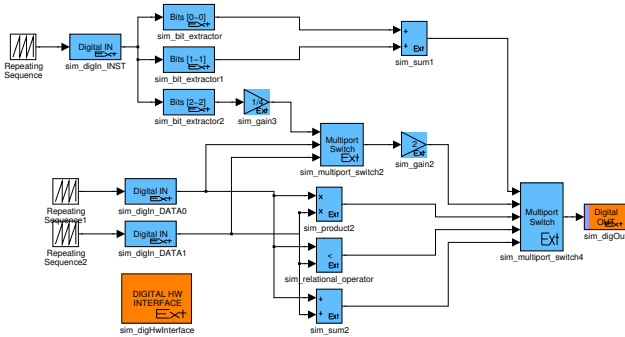 Repeating
Sequence
Digital IN
Ext
sim_digIn_INST
Bits [0-0]
Ext
sim_bit_extractor
Bits [1-1]
Ext
sim_bit_extractor1
Bits [2-2]
Ext
sim_bit_extractor2
1/4
Ext
sim_gain3
+
+
Ext
sim_sum1
Multiport
Switch
Ext
sim_multiport_switch2
2
Ext
sim_gain2
Repeating
Sequence1
Digital IN
Ext
sim_digIn_DATA0
Repeating
Sequence2
Digital IN
Ext
sim_digIn_DATA1
×
×
Ext
sim_product2
<
Ext
sim_relational_operator
+
+
Ext
sim_sum2
Multiport
Switch
Ext
sim_multiport_switch4
Digital
OUT
Ext
sim_digOu
DIGITAL HW
INTERFACE
Ext
sim_digHwInterface